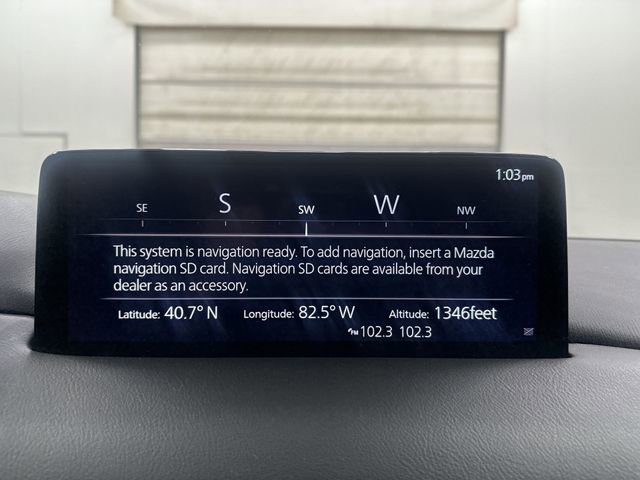 1:03pm
SE S SW W NW
This system is navigation ready. To add navigation, insert a Mazda
navigation SD card. Navigation SD cards are available from your
dealer as an accessory.
Latitude: 40.7° N Longitude: 82.5° W Altitude: 1346feet
FM 102.3 102.3